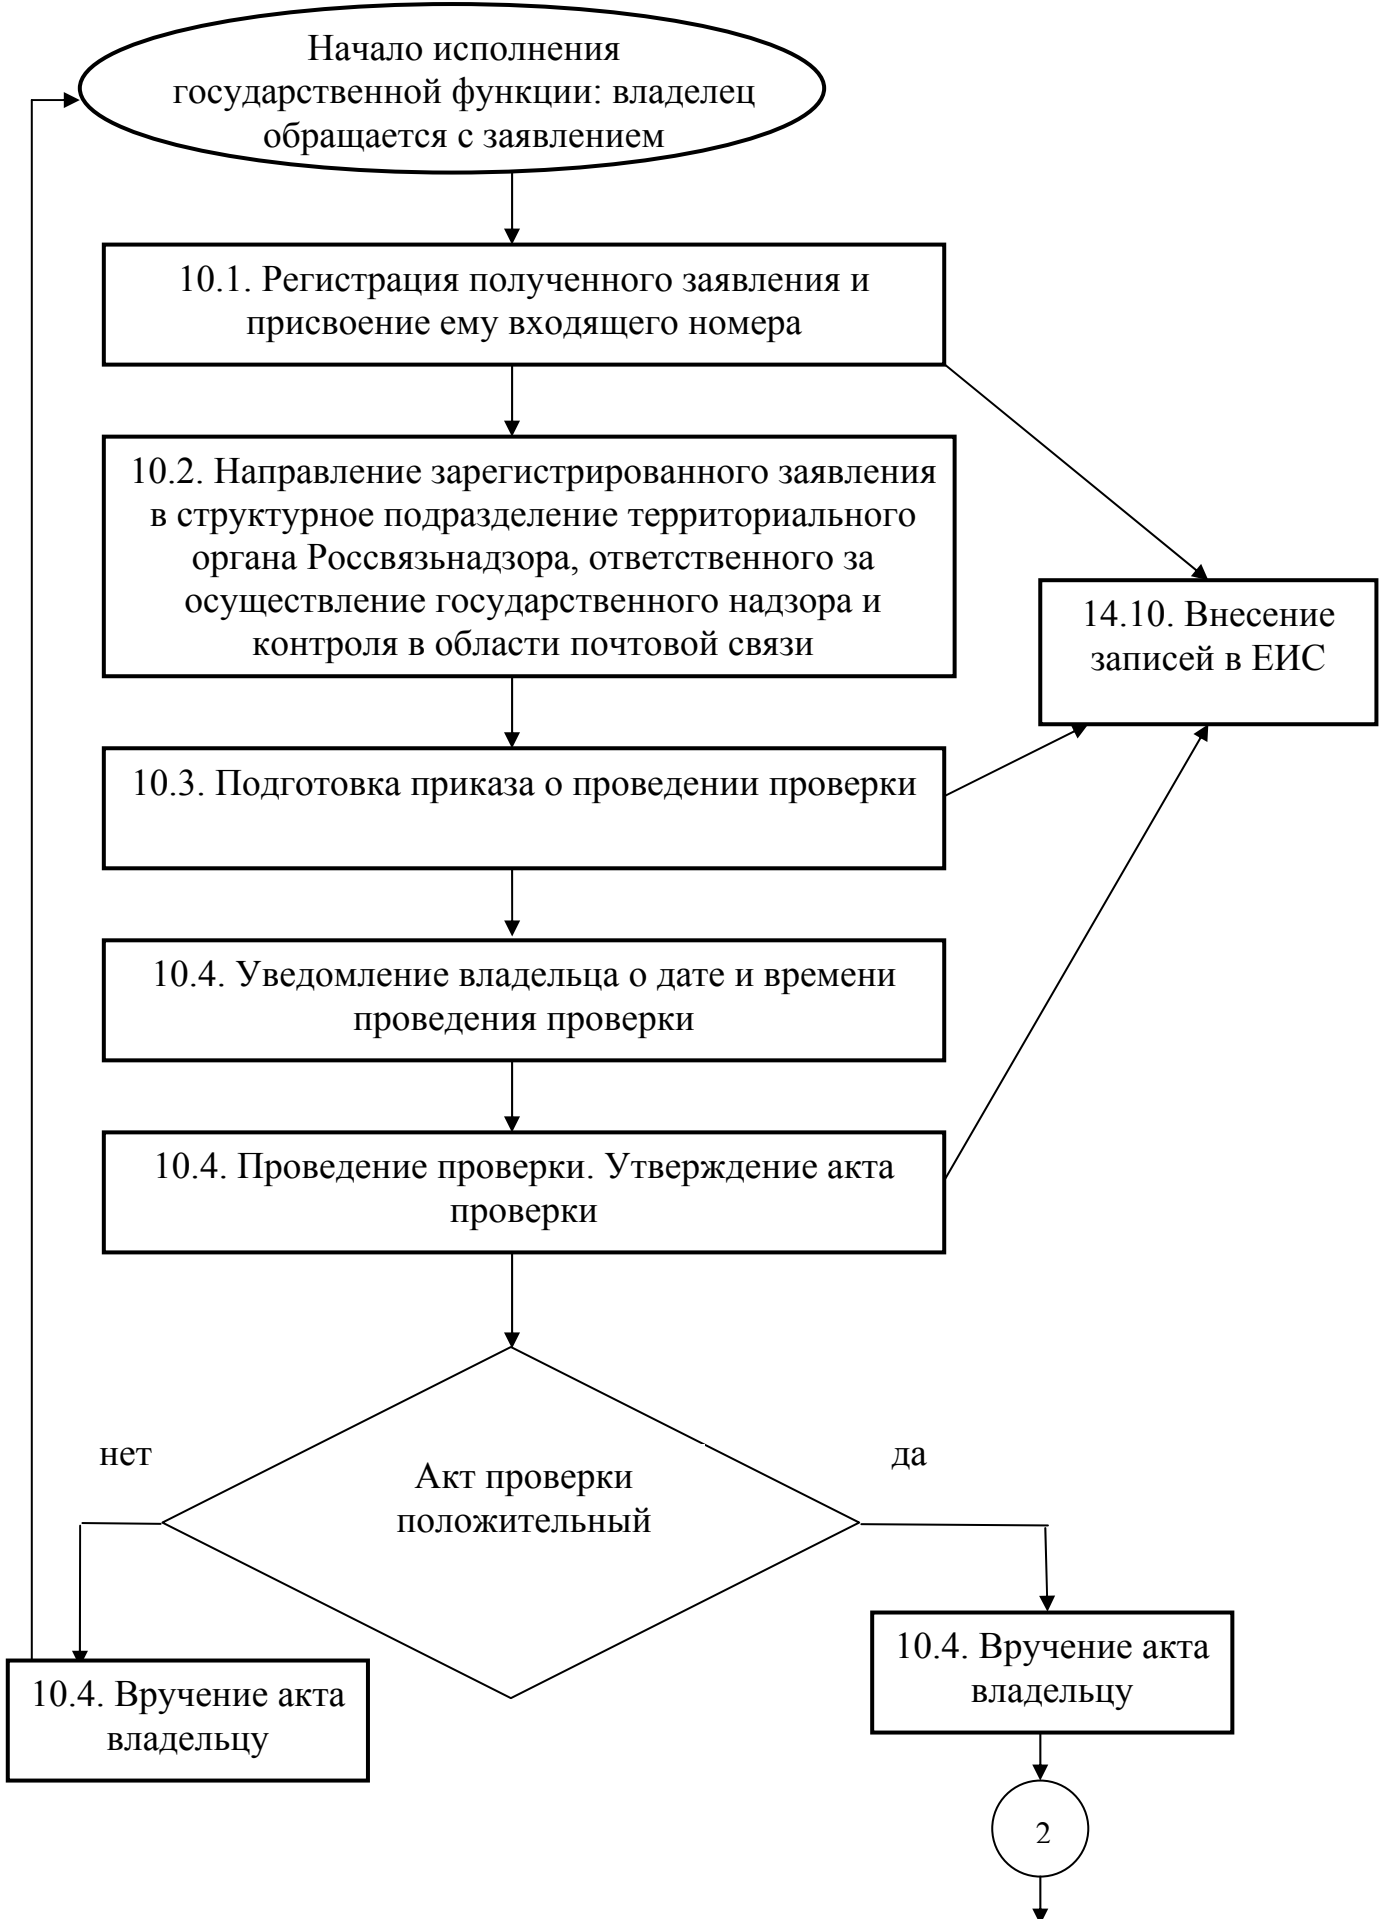 Начало исполнения
государственной функции: владелец
обращается с заявлением
10.1. Регистрация полученного заявления и
присвоение ему входящего номера
10.2. Направление зарегистрированного заявления
в структурное подразделение территориального
органа Россвязьнадзора, ответственного за
осуществление государственного надзора и
контроля в области почтовой связи
14.10. Внесение
записей в ЕИС
10.3. Подготовка приказа о проведении проверки
10.4. Уведомление владельца о дате и времени
проведения проверки
10.4. Проведение проверки. Утверждение акта
проверки
нет
да
Акт проверки
положительный
10.4. Вручение акта
владельцу
10.4. Вручение акта
владельцу
2